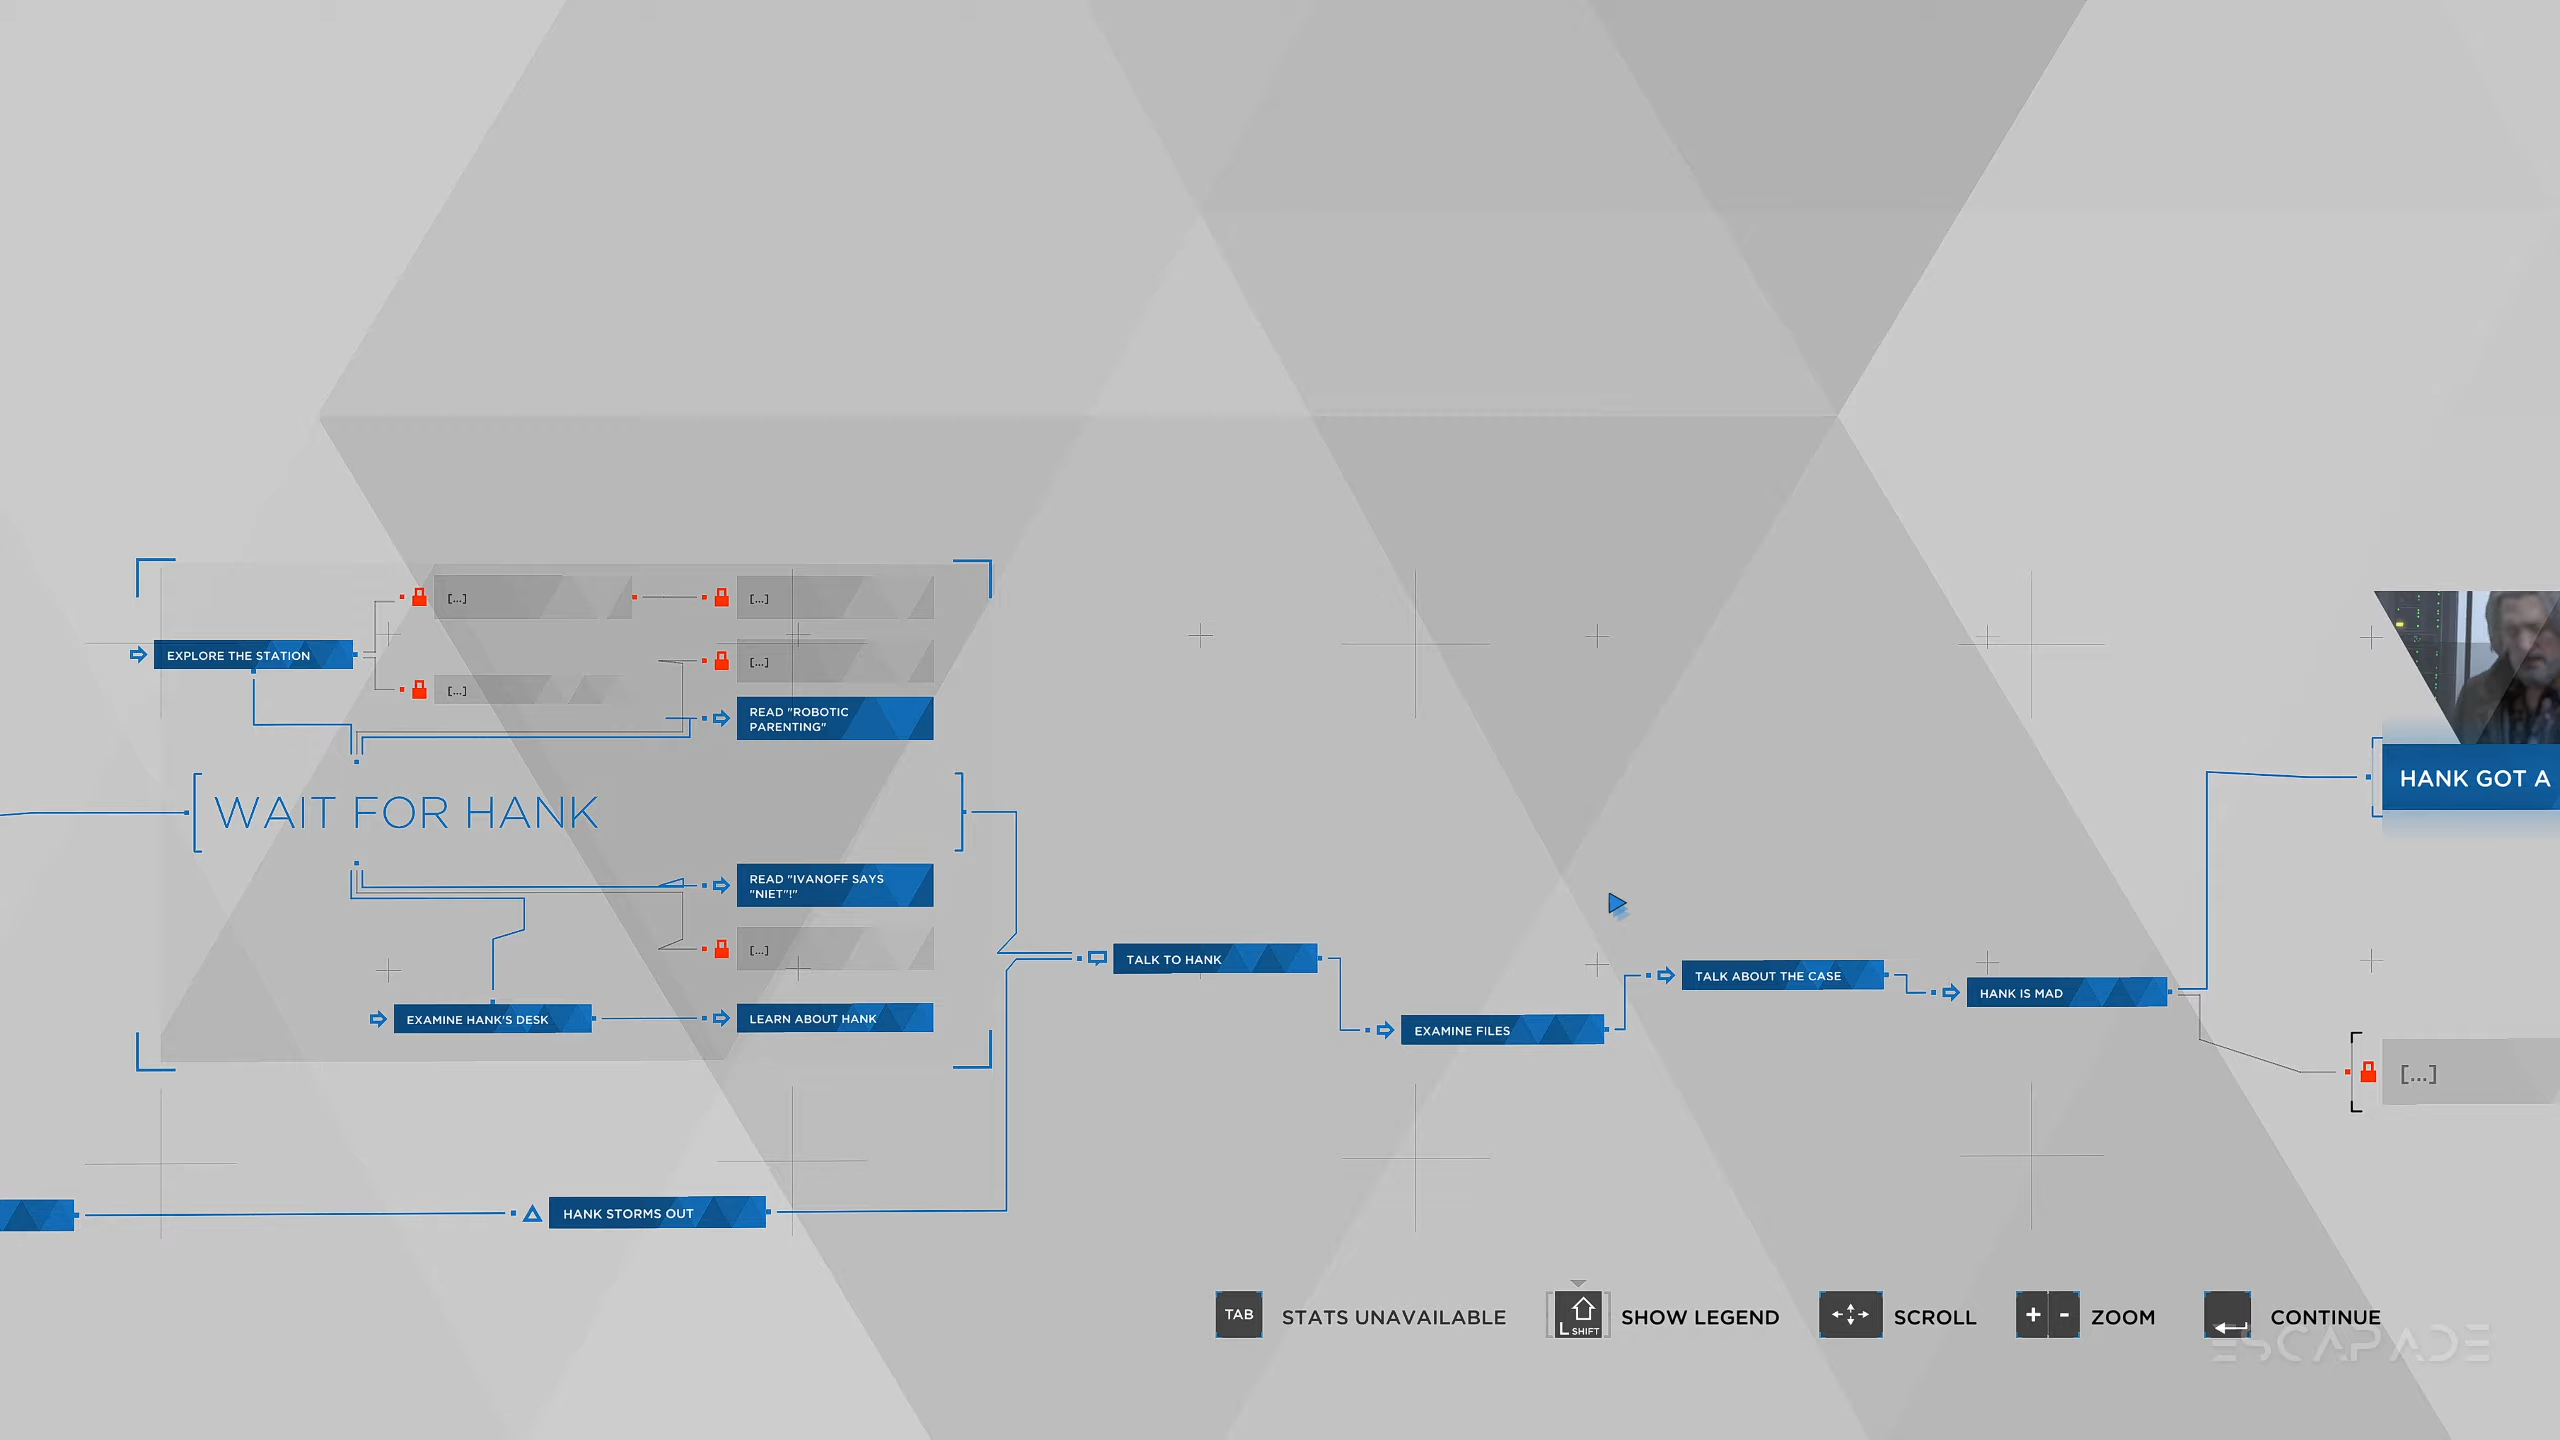 [...]
[...]
EXPLORE THE STATION
[...]
[...]
READ "ROBOTIC
PARENTING"
WAIT FOR HANK
HANK GOT A
READ "IVANOFF SAYS
"NIET"!"
[...]
TALK TO HANK
TALK ABOUT THE CASE
HANK IS MAD
EXAMINE HANK'S DESK
LEARN ABOUT HANK
EXAMINE FILES
[...]
HANK STORMS OUT
TAB STATS UNAVAILABLE
L SHIFT SHOW LEGEND
SCROLL
+ - ZOOM
CONTINUE
ESCAPADE